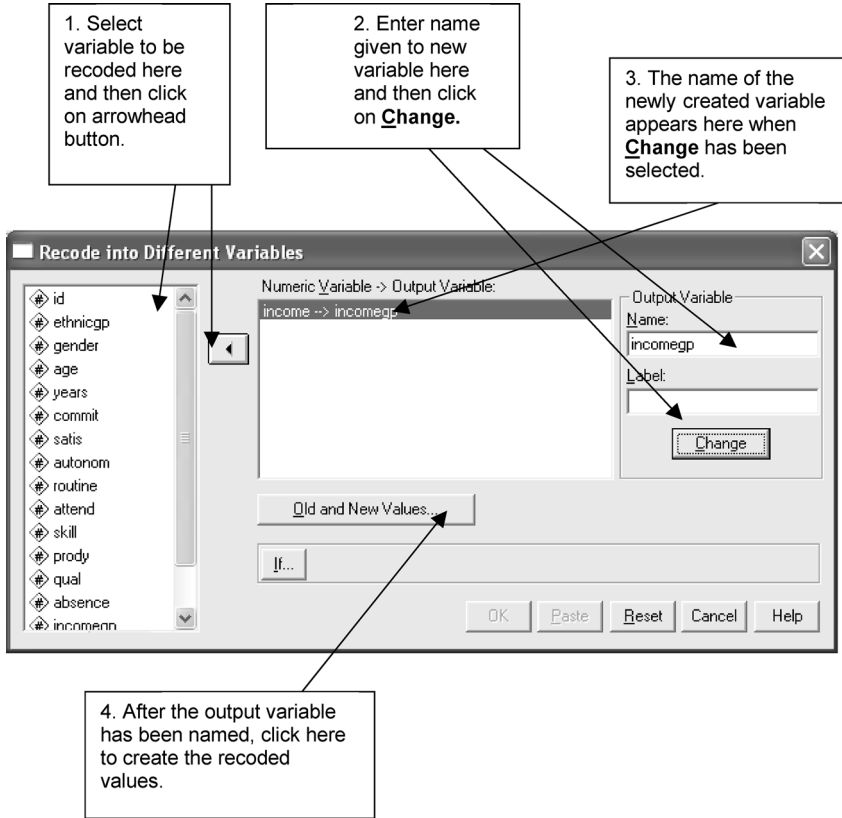 1. Select
variable to be
recoded here
and then click
on arrowhead
button.
2. Enter name
given to new
variable here
and then click
on Change.
3. The name of the
newly created variable
appears here when
Change has been
selected.
Recode into Different Variables
id
ethnicgp
gender
age
years
commit
satis
autonom
routine
attend
skill
prody
qual
absence
incomegp
Numeric Variable -> Output Variable:
income --> incomegp
Output Variable
Name:
incomegp
Label:
Change
Old and New Values...
If...
OK
Paste
Reset
Cancel
Help
4. After the output variable
has been named, click here
to create the recoded
values.